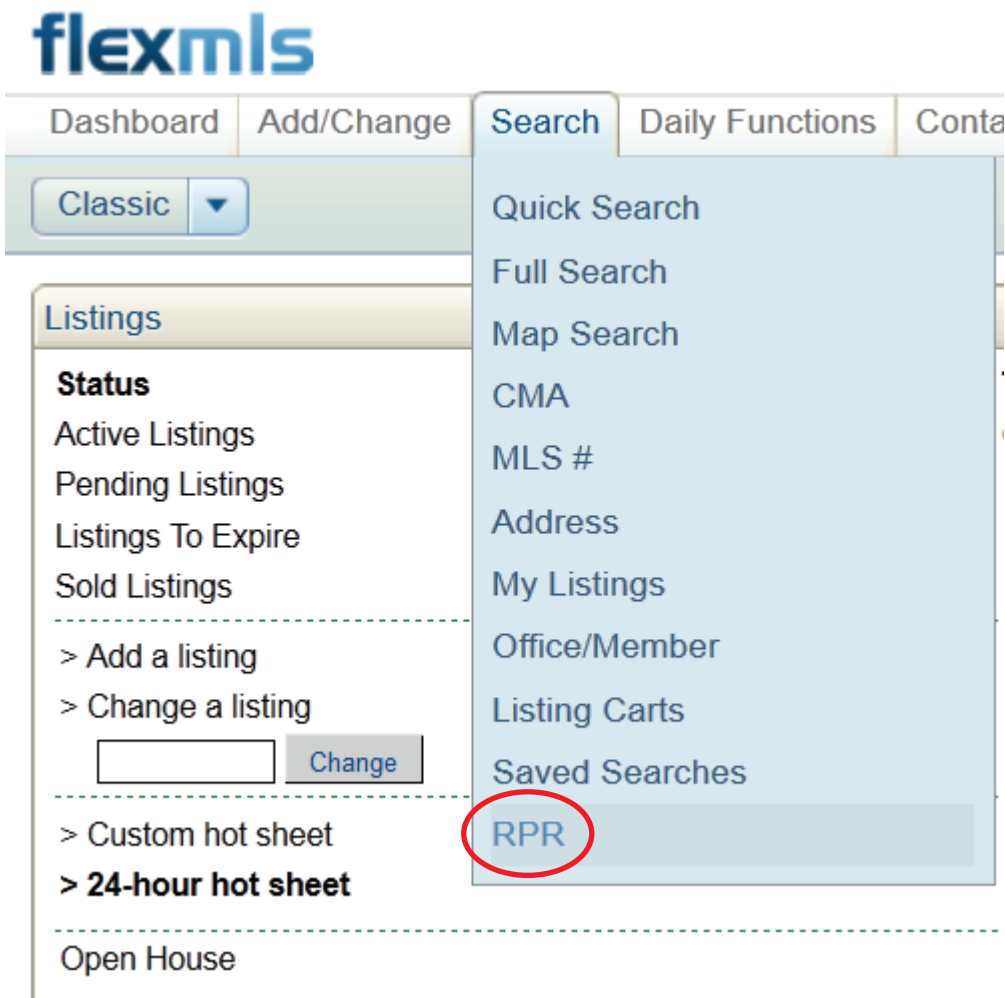 flexmls
Dashboard Add/Change Search Daily Functions Conta
Classic
Quick Search
Full Search
Map Search
CMA
MLS #
Address
My Listings
Office/Member
Listing Carts
Saved Searches
RPR
Listings
Status
Active Listings
Pending Listings
Listings To Expire
Sold Listings
> Add a listing
> Change a listing
Change
> Custom hot sheet
> 24-hour hot sheet
Open House